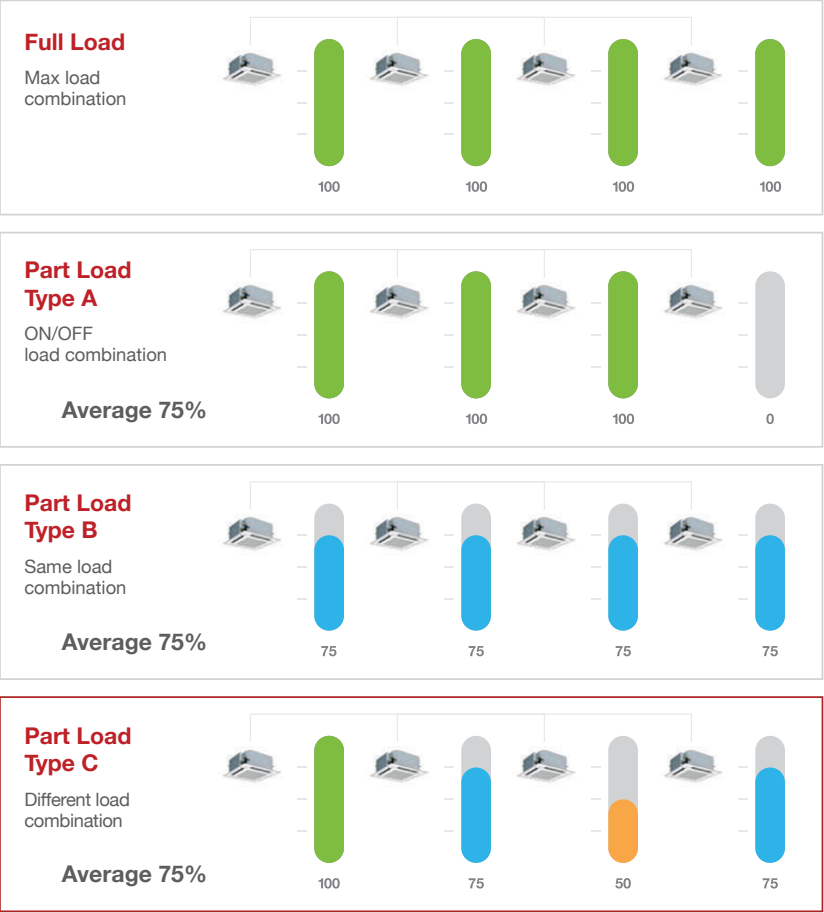 Full Load
Max load
combination
100 100 100 100
Part Load
Type A
ON/OFF
load combination
Average 75%
100 100 100 0
Part Load
Type B
Same load
combination
Average 75%
75 75 75 75
Part Load
Type C
Different load
combination
Average 75%
100 75 50 75